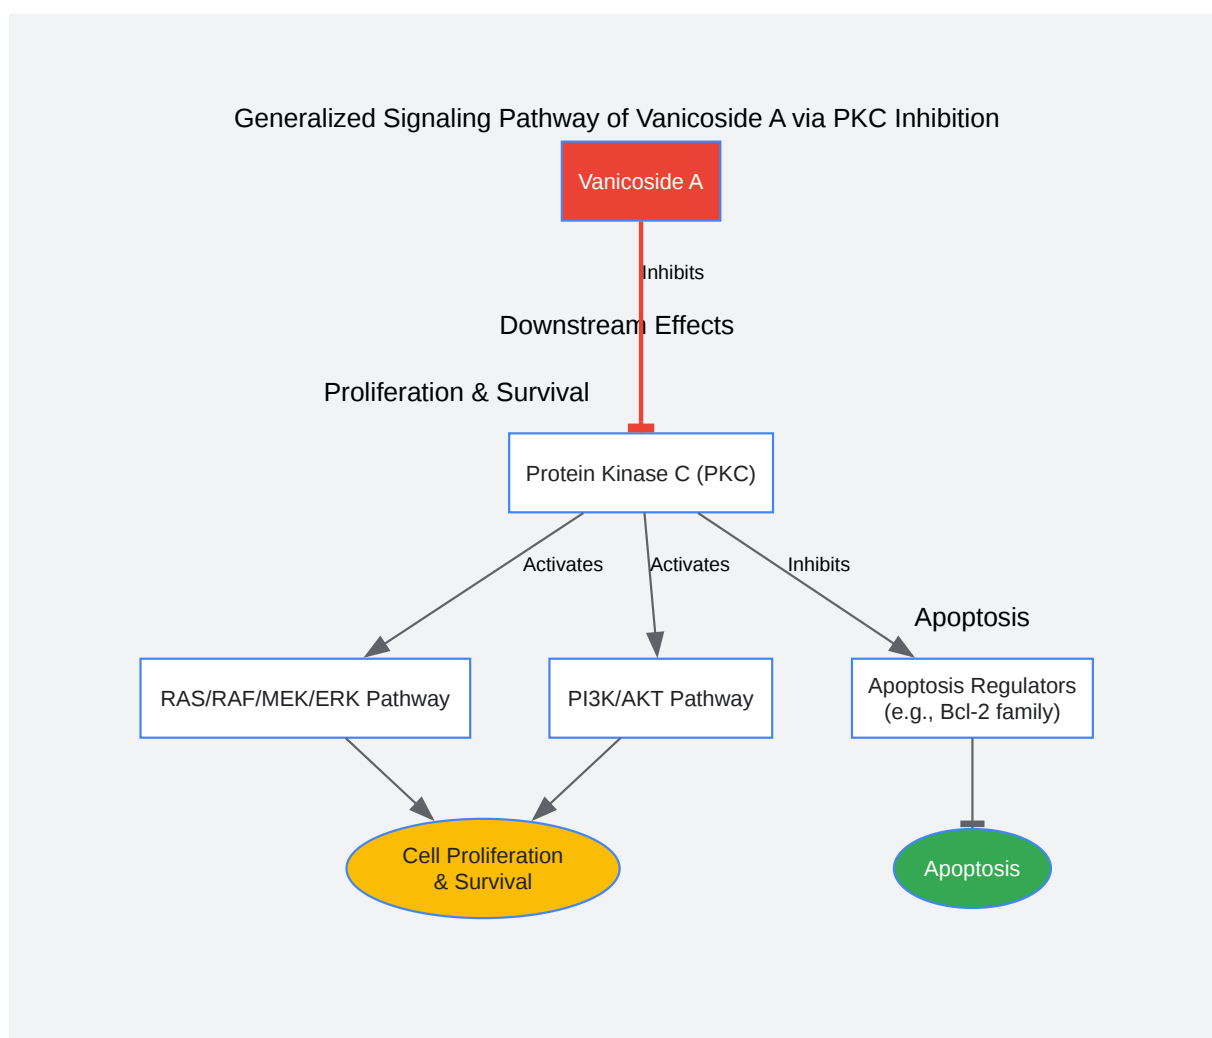 Generalized Signaling Pathway of Vanicoside A via PKC Inhibition
Vanicoside A
Inhibits
Downstream Effects
Proliferation & Survival
Protein Kinase C (PKC)
Activates
Activates
Inhibits
Apoptosis
RAS/RAF/MEK/ERK Pathway
PI3K/AKT Pathway
Apoptosis Regulators
(e.g., Bcl-2 family)
Cell Proliferation
& Survival
Apoptosis